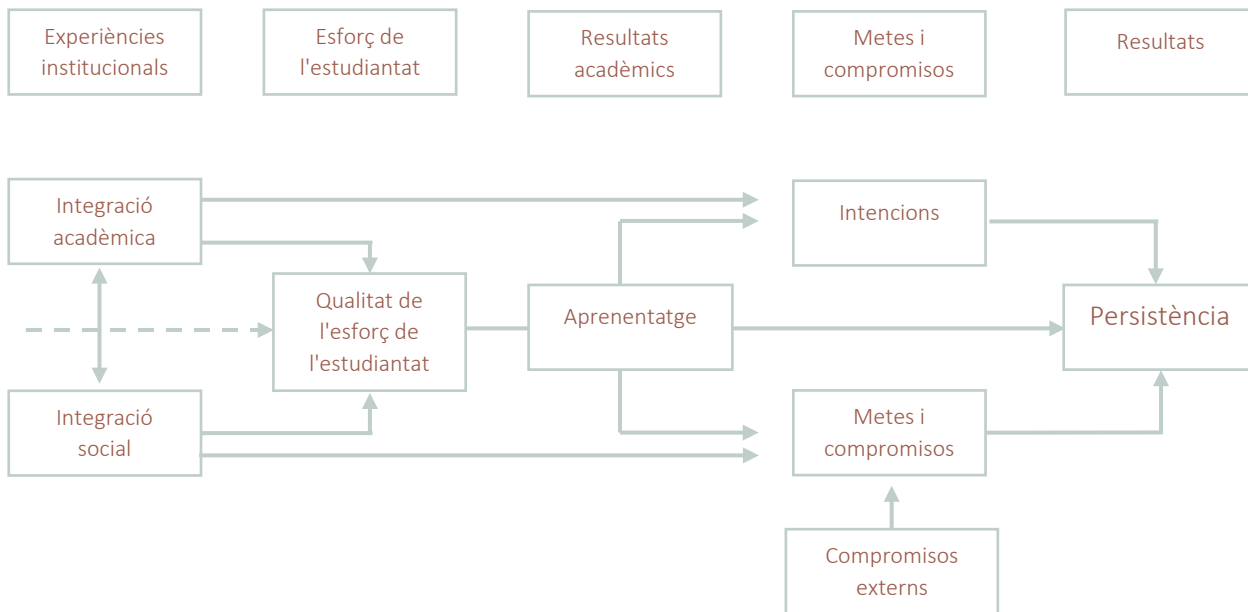 Experiències
institucionals
Esforç de
l'estudiantat
Resultats
acadèmics
Metes i
compromisos
Resultats
Integració
acadèmica
Intencions
Qualitat de
l'esforç de
l'estudiantat
Aprenentatge
Persistència
Integració
social
Metes i
compromisos
Compromisos
externs